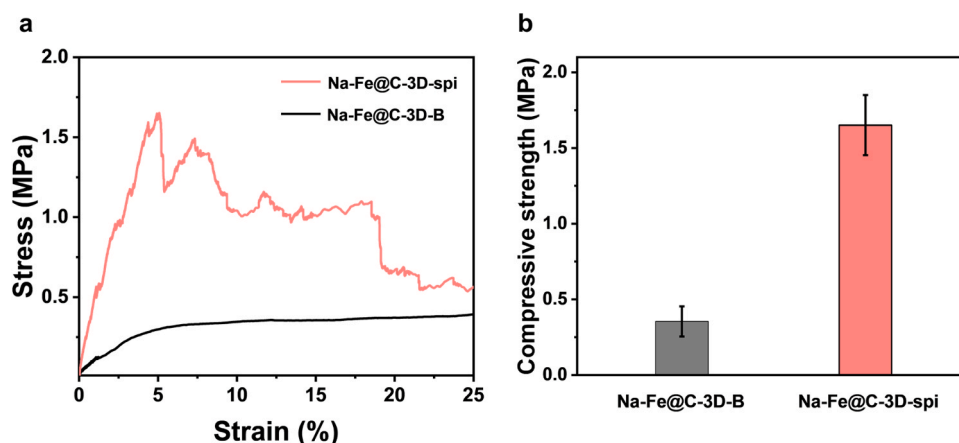 a
2.0
1.5
1.0
0.5
0
5
10
15
20
25
Stress (MPa)
Strain (%)
Na-Fe@C-3D-spi
Na-Fe@C-3D-B
b
2.0
1.5
1.0
0.5
0.0
Compressive strength (MPa)
Na-Fe@C-3D-B
Na-Fe@C-3D-spi